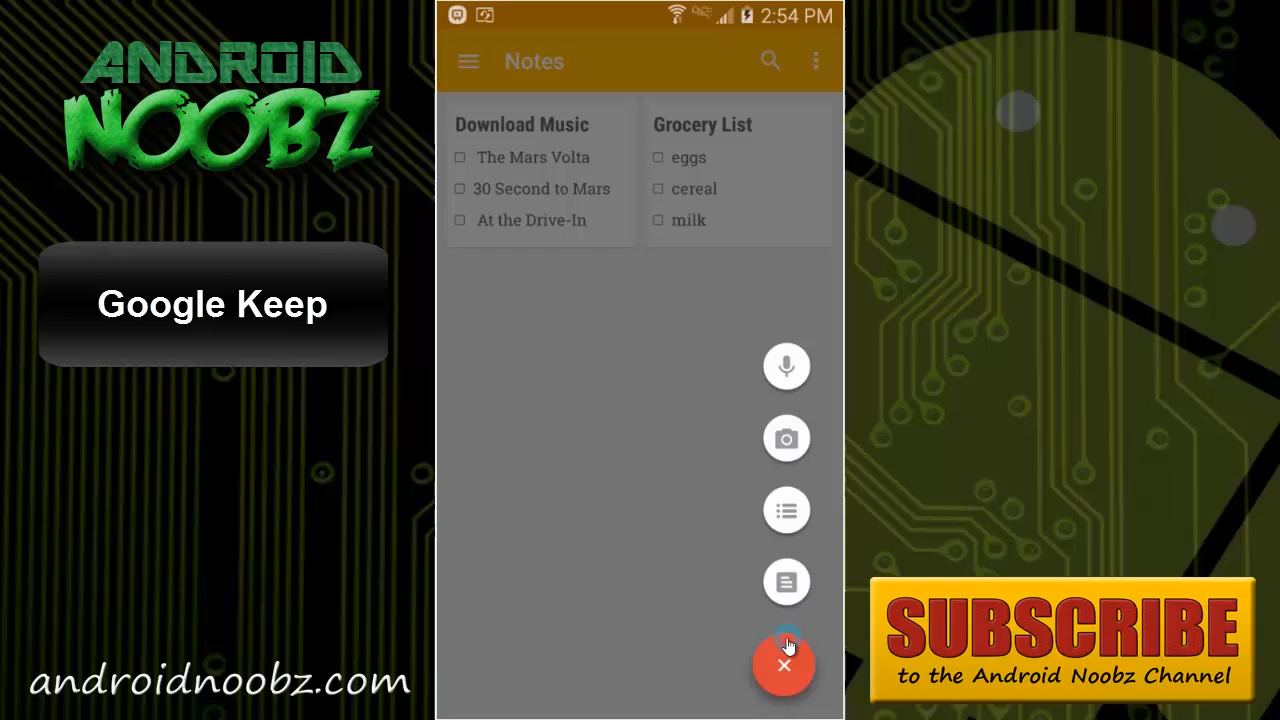 ANDROID
NOOBZ
Google Keep
androidnoobz.com
2:54 PM
Notes
Download Music
The Mars Volta
30 Second to Mars
At the Drive-In
Grocery List
eggs
cereal
milk
SUBSCRIBE
to the Android Noobz Channel